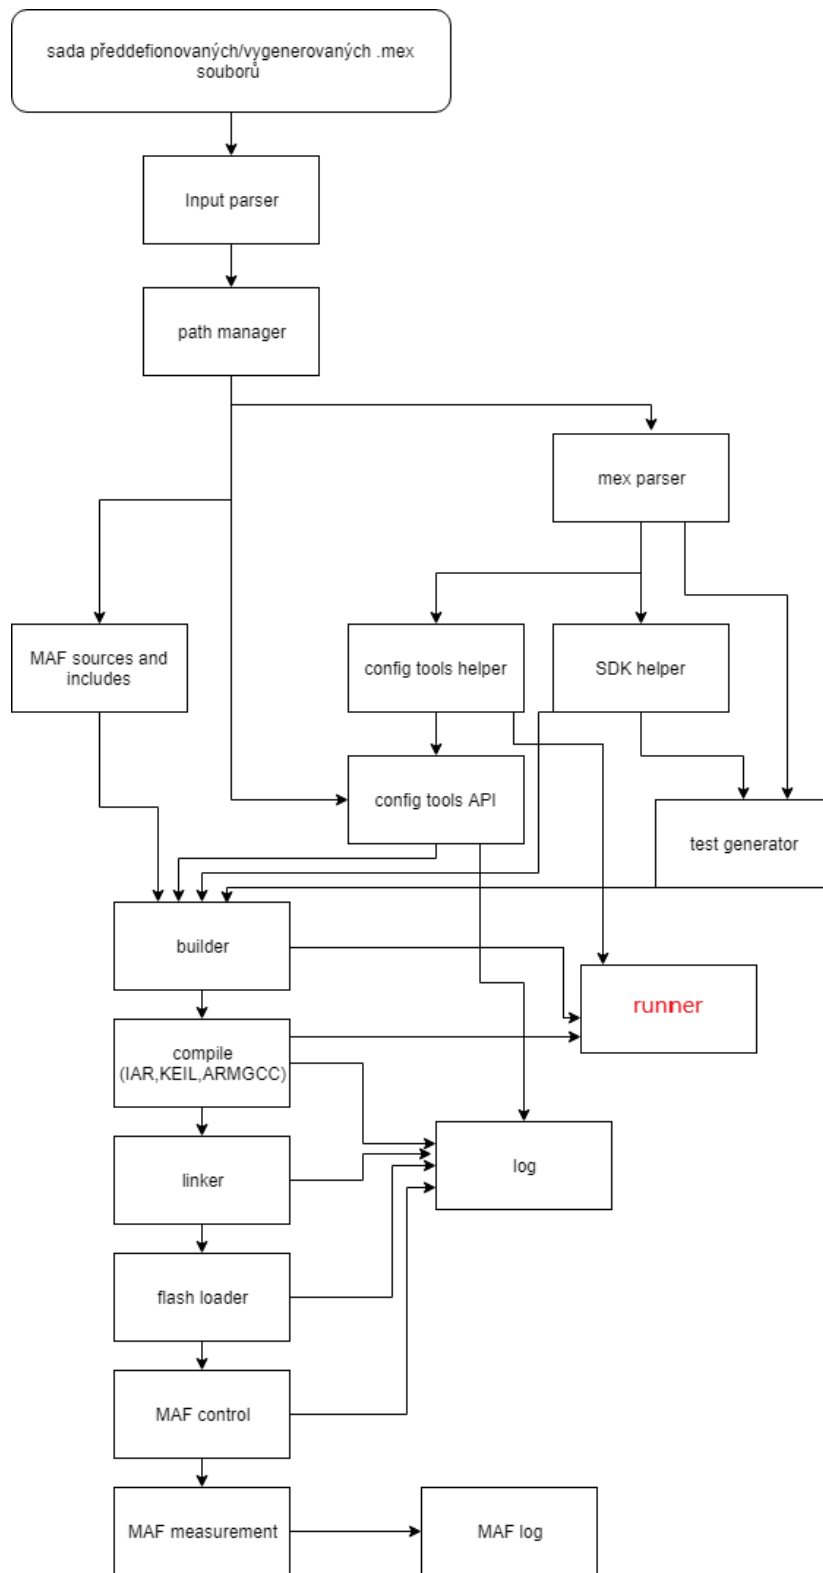 sada předdefionovaných/vygenerovaných .mex
souborů
Input parser
path manager
mex parser
MAF sources and
includes
config tools helper
SDK helper
config tools API
test generator
builder
runner
compile
(IAR,KEIL,ARMGCC)
log
linker
flash loader
MAF control
MAF measurement
MAF log